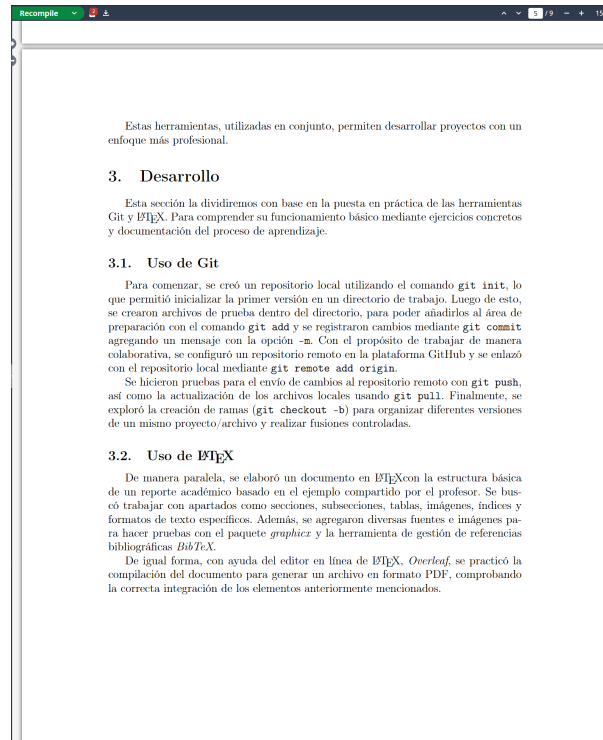 Recompile 2 5 / 9 − + 15
Estas herramientas, utilizadas en conjunto, permiten desarrollar proyectos con un
enfoque más profesional.
3. Desarrollo
Esta sección la dividiremos con base en la puesta en práctica de las herramientas
Git y LATEX. Para comprender su funcionamiento básico mediante ejercicios concretos
y documentación del proceso de aprendizaje.
3.1. Uso de Git
Para comenzar, se creó un repositorio local utilizando el comando git init, lo
que permitió inicializar la primer versión en un directorio de trabajo. Luego de esto,
se crearon archivos de prueba dentro del directorio, para poder añadirlos al área de
preparación con el comando git add y se registraron cambios mediante git commit
agregando un mensaje con la opción -m. Con el propósito de trabajar de manera
colaborativa, se configuró un repositorio remoto en la plataforma GitHub y se enlazó
con el repositorio local mediante git remote add origin.
Se hicieron pruebas para el envío de cambios al repositorio remoto con git push,
así como la actualización de los archivos locales usando git pull. Finalmente, se
exploró la creación de ramas (git checkout -b) para organizar diferentes versiones
de un mismo proyecto/archivo y realizar fusiones controladas.
3.2. Uso de LATEX
De manera paralela, se elaboró un documento en LATEXcon la estructura básica
de un reporte académico basado en el ejemplo compartido por el profesor. Se bus-
có trabajar con apartados como secciones, subsecciones, tablas, imágenes, índices y
formatos de texto específicos. Además, se agregaron diversas fuentes e imágenes pa-
ra hacer pruebas con el paquete graphicx y la herramienta de gestión de referencias
bibliográficas BibTeX.
De igual forma, con ayuda del editor en línea de LATEX, Overleaf, se practicó la
compilación del documento para generar un archivo en formato PDF, comprobando
la correcta integración de los elementos anteriormente mencionados.